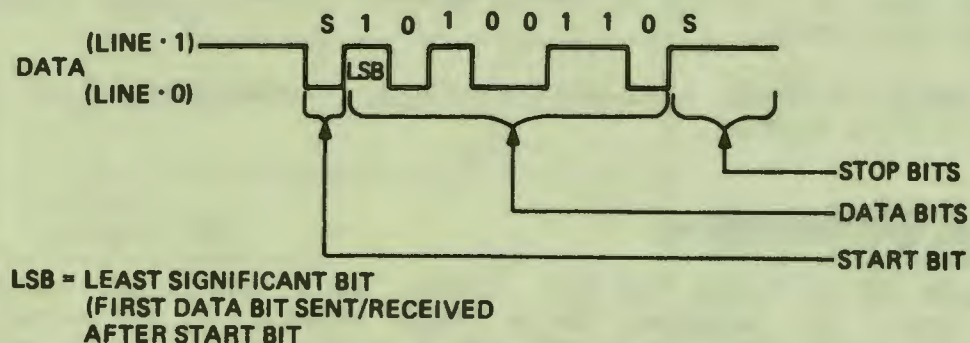 S 1 0 1 0 0 1 1 0 S
(LINE · 1)
DATA
(LINE · 0)
LSB
STOP BITS
DATA BITS
START BIT
LSB = LEAST SIGNIFICANT BIT
(FIRST DATA BIT SENT/RECEIVED
AFTER START BIT